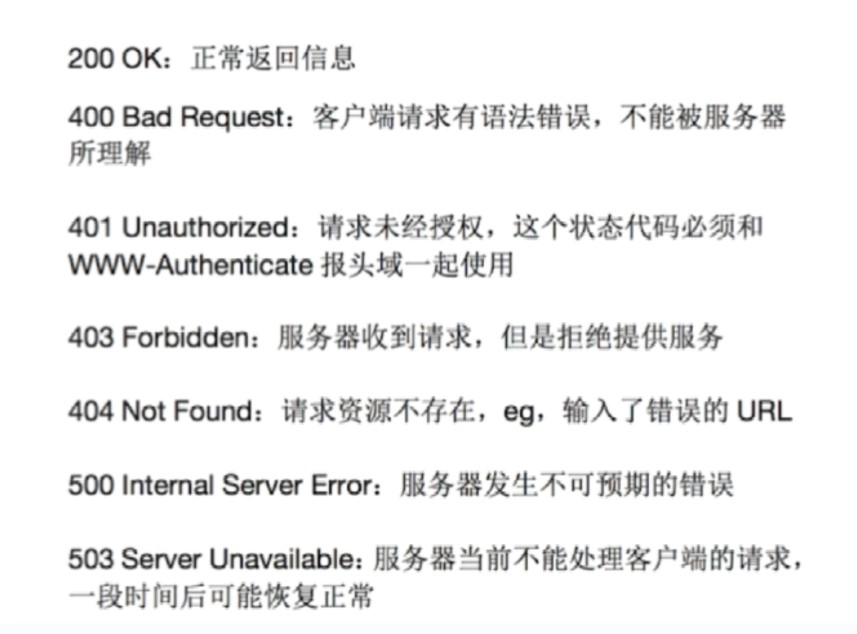 200 OK：正常返回信息
400 Bad Request：客户端请求有语法错误，不能被服务器
所理解
401 Unauthorized：请求未经授权，这个状态代码必须和
WWW-Authenticate 报头域一起使用
403 Forbidden：服务器收到请求，但是拒绝提供服务
404 Not Found：请求资源不存在，eg，输入了错误的 URL
500 Internal Server Error：服务器发生不可预期的错误
503 Server Unavailable：服务器当前不能处理客户端的请求，
一段时间后可能恢复正常